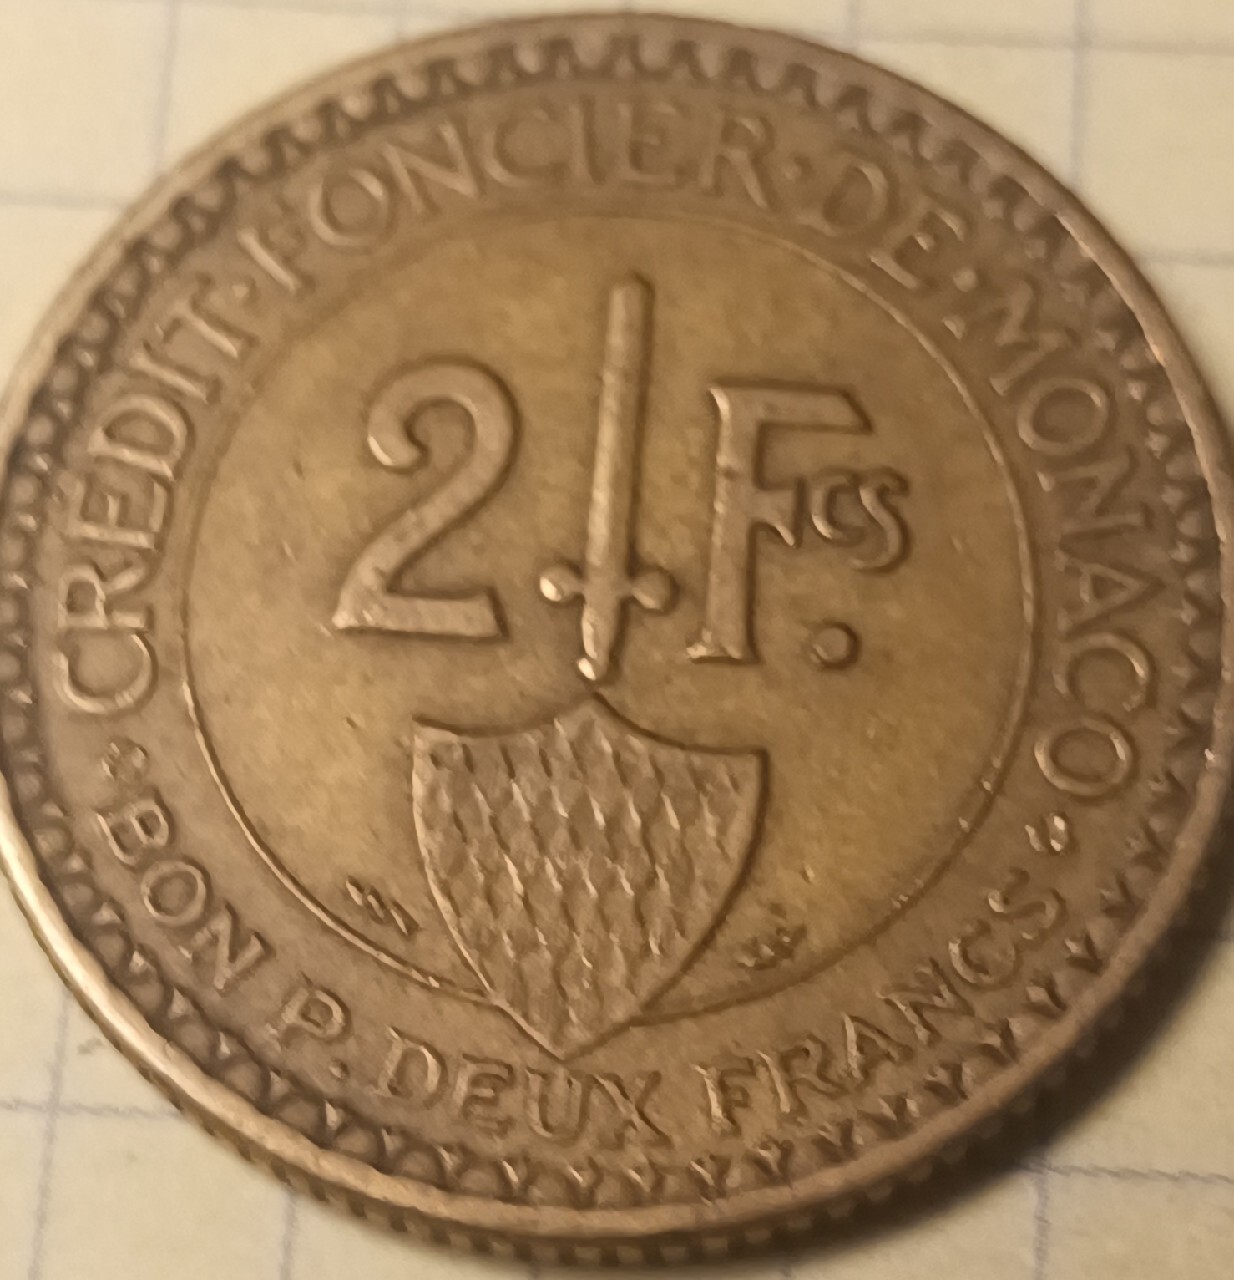 CRÉDIT · FONCIER · DE · MONACO
2 Fcs.
BON P. DEUX FRANCS